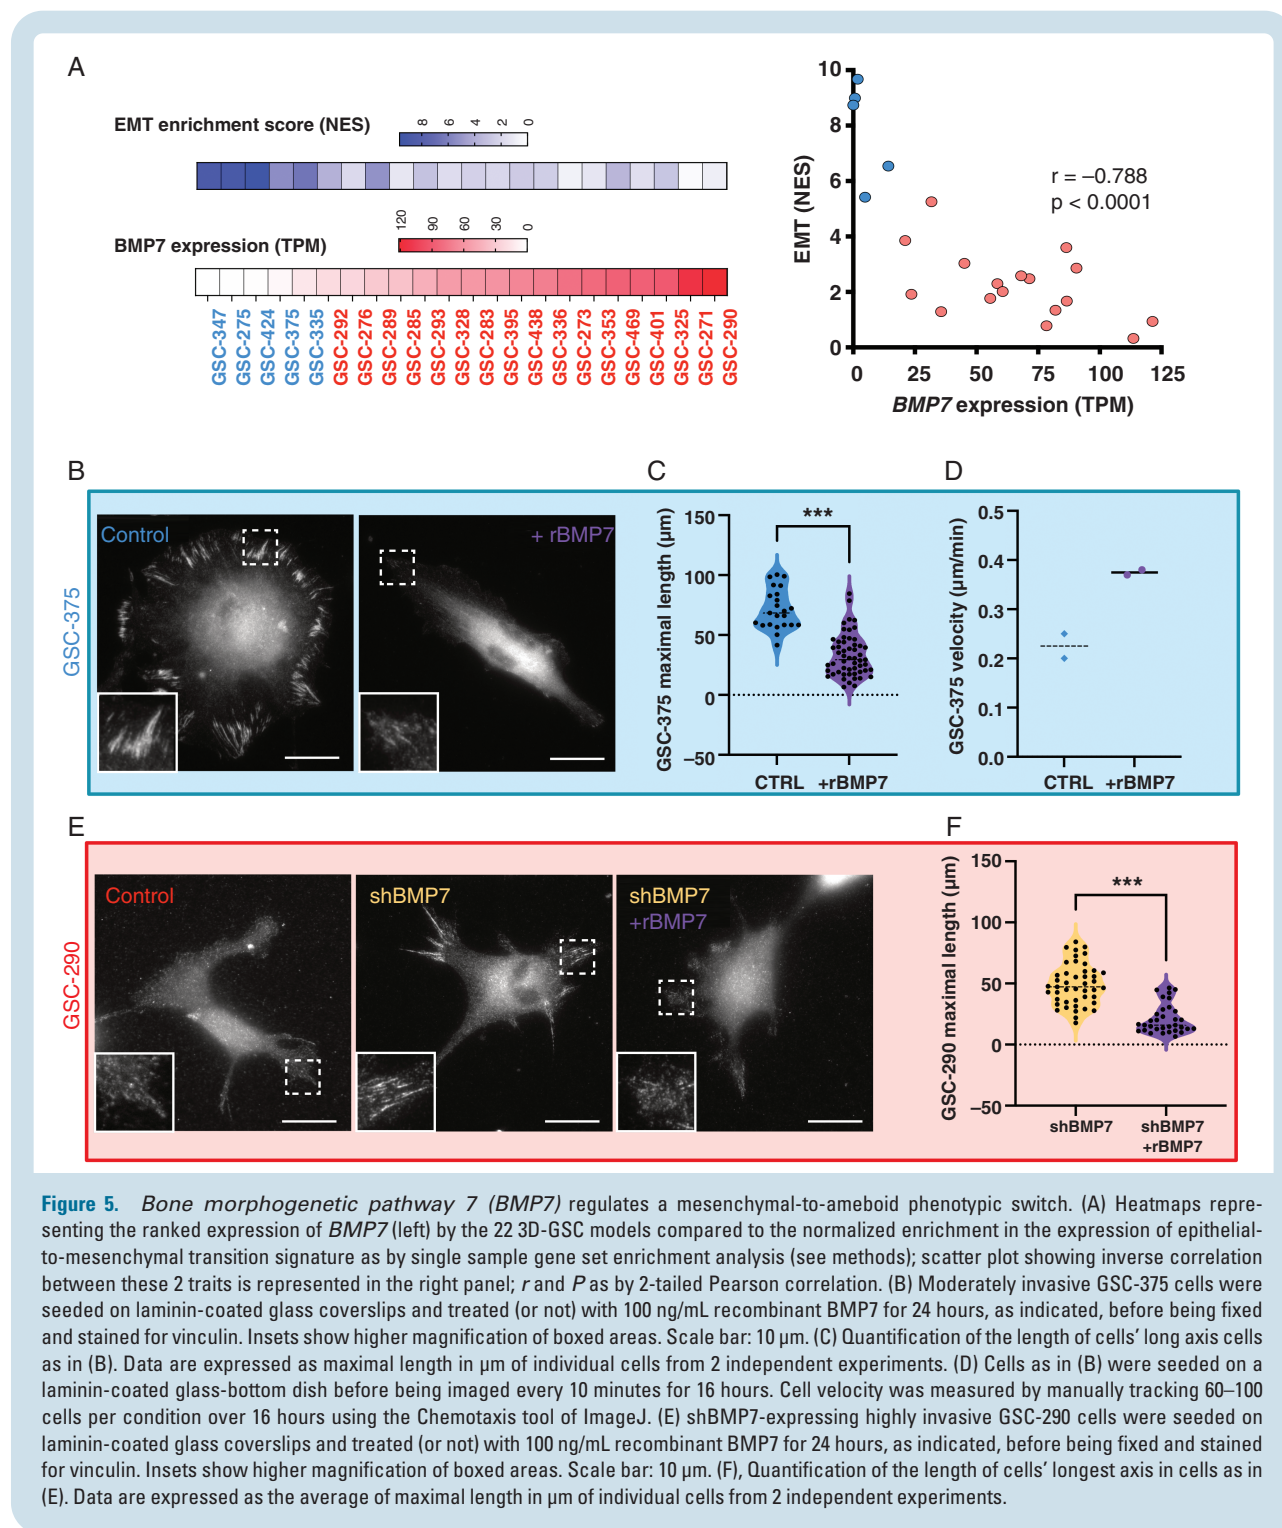 A
EMT enrichment score (NES)
8 6 4 2 0
BMP7 expression (TPM)
120 90 60 30 0
GSC-347
GSC-275
GSC-424
GSC-375
GSC-335
GSC-292
GSC-276
GSC-289
GSC-285
GSC-293
GSC-328
GSC-283
GSC-395
GSC-438
GSC-336
GSC-273
GSC-353
GSC-469
GSC-401
GSC-325
GSC-271
GSC-290
EMT (NES)
10
8
6
4
2
0
r = –0.788
p < 0.0001
0 25 50 75 100 125
BMP7 expression (TPM)
B
GSC-375
Control
+ rBMP7
C
GSC-375 maximal length (µm)
150
100
50
0
–50
***
CTRL +rBMP7
D
GSC-375 velocity (µm/min)
0.5
0.4
0.3
0.2
0.1
0.0
CTRL +rBMP7
E
GSC-290
Control
shBMP7
shBMP7
+rBMP7
F
GSC-290 maximal length (µm)
150
100
50
0
–50
***
shBMP7 shBMP7
+rBMP7
Figure 5. Bone morphogenetic pathway 7 (BMP7) regulates a mesenchymal-to-ameboid phenotypic switch. (A) Heatmaps repre-
senting the ranked expression of BMP7 (left) by the 22 3D-GSC models compared to the normalized enrichment in the expression of epithelial-
to-mesenchymal transition signature as by single sample gene set enrichment analysis (see methods); scatter plot showing inverse correlation
between these 2 traits is represented in the right panel; r and P as by 2-tailed Pearson correlation. (B) Moderately invasive GSC-375 cells were
seeded on laminin-coated glass coverslips and treated (or not) with 100 ng/mL recombinant BMP7 for 24 hours, as indicated, before being fixed
and stained for vinculin. Insets show higher magnification of boxed areas. Scale bar: 10 µm. (C) Quantification of the length of cells' long axis cells
as in (B). Data are expressed as maximal length in µm of individual cells from 2 independent experiments. (D) Cells as in (B) were seeded on a
laminin-coated glass-bottom dish before being imaged every 10 minutes for 16 hours. Cell velocity was measured by manually tracking 60–100
cells per condition over 16 hours using the Chemotaxis tool of ImageJ. (E) shBMP7-expressing highly invasive GSC-290 cells were seeded on
laminin-coated glass coverslips and treated (or not) with 100 ng/mL recombinant BMP7 for 24 hours, as indicated, before being fixed and stained
for vinculin. Insets show higher magnification of boxed areas. Scale bar: 10 µm. (F), Quantification of the length of cells' longest axis in cells as in
(E). Data are expressed as the average of maximal length in µm of individual cells from 2 independent experiments.